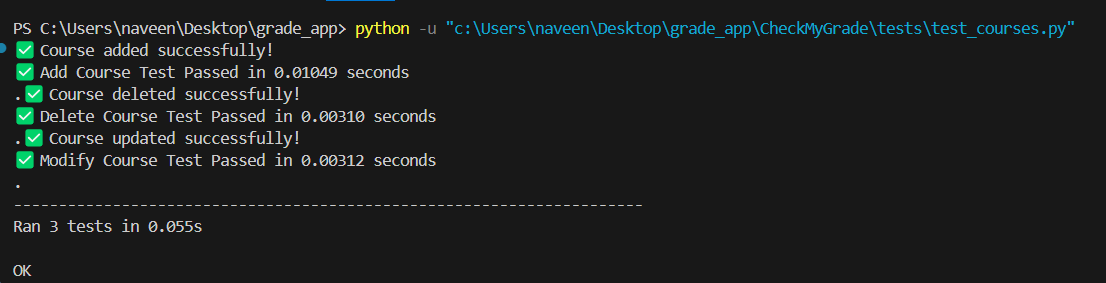 PS C:\Users\naveen\Desktop\grade_app> python -u "c:\Users\naveen\Desktop\grade_app\CheckMyGrade\tests\test_courses.py"
✅ Course added successfully!
✅ Add Course Test Passed in 0.01049 seconds
.✅ Course deleted successfully!
✅ Delete Course Test Passed in 0.00310 seconds
.✅ Course updated successfully!
✅ Modify Course Test Passed in 0.00312 seconds
.
----------------------------------------------------------------------
Ran 3 tests in 0.055s
OK